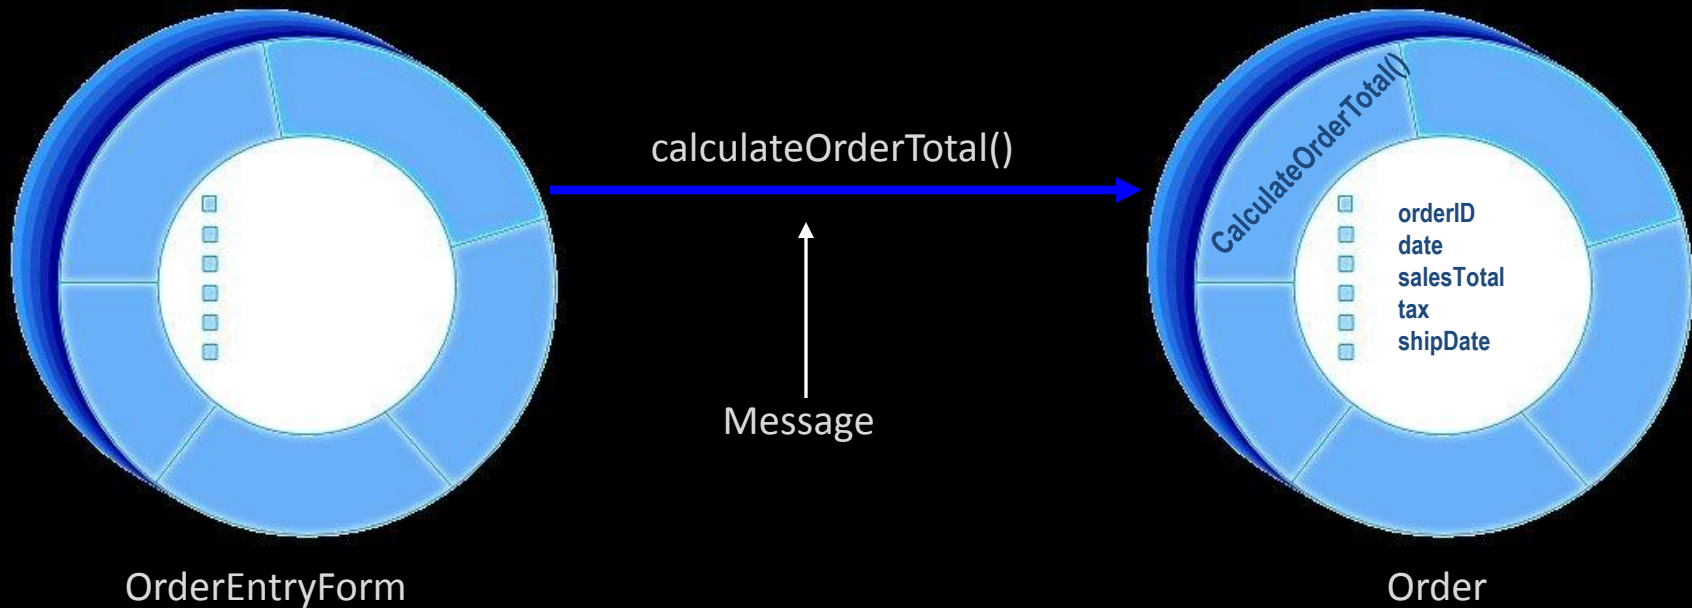 calculateOrderTotal()
Message
OrderEntryForm
CalculateOrderTotal()
orderID
date
salesTotal
tax
shipDate
Order